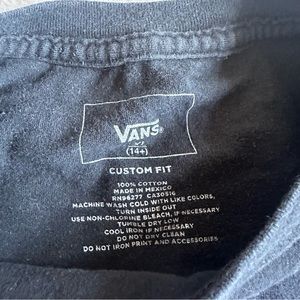 VANS
(14+)
CUSTOM FIT
100% COTTON
MADE IN MEXICO
RN96277 CA30516
MACHINE WASH COLD WITH LIKE COLORS,
TURN INSIDE OUT
USE NON-CHLORINE BLEACH, IF NECESSARY
TUMBLE DRY LOW
COOL IRON IF NECESSARY
DO NOT DRY CLEAN
DO NOT IRON PRINT AND ACCESSORIES